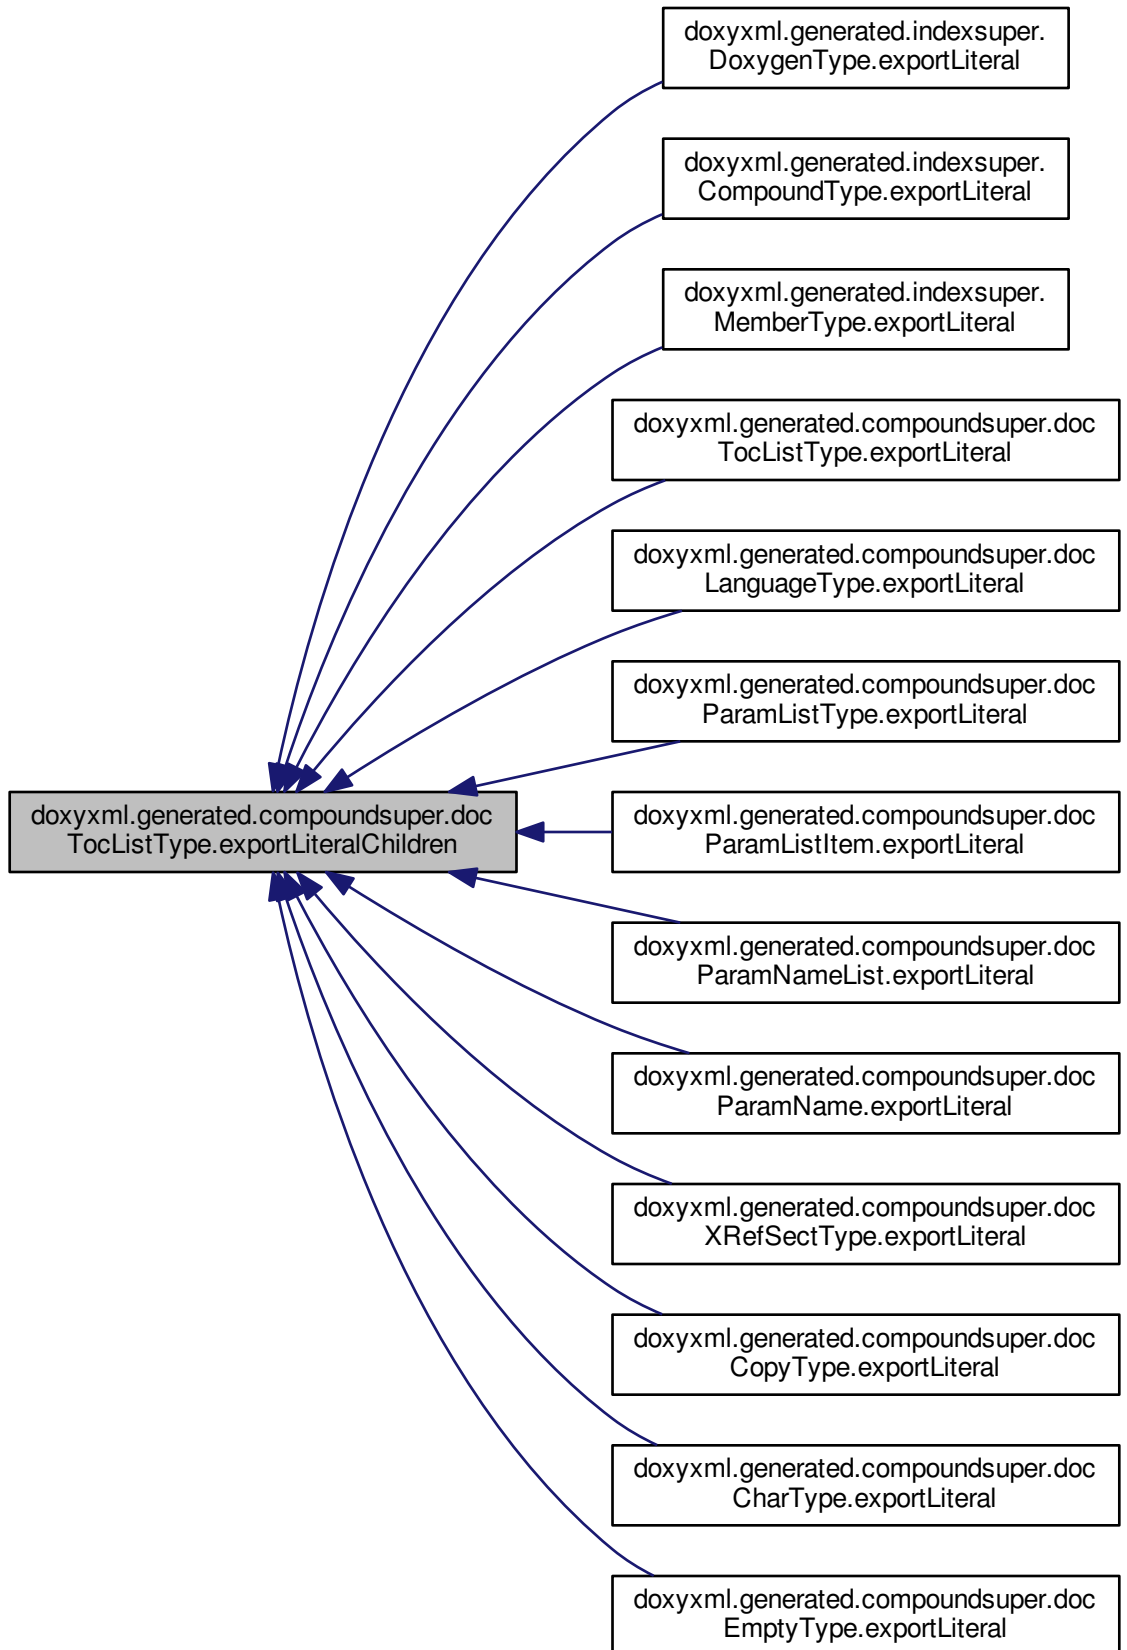 doxyxml.generated.indexsuper.
DoxygenType.exportLiteral
doxyxml.generated.indexsuper.
CompoundType.exportLiteral
doxyxml.generated.indexsuper.
MemberType.exportLiteral
doxyxml.generated.compoundsuper.doc
TocListType.exportLiteral
doxyxml.generated.compoundsuper.doc
LanguageType.exportLiteral
doxyxml.generated.compoundsuper.doc
ParamListType.exportLiteral
doxyxml.generated.compoundsuper.doc
TocListType.exportLiteralChildren
doxyxml.generated.compoundsuper.doc
ParamListItem.exportLiteral
doxyxml.generated.compoundsuper.doc
ParamNameList.exportLiteral
doxyxml.generated.compoundsuper.doc
ParamName.exportLiteral
doxyxml.generated.compoundsuper.doc
XRefSectType.exportLiteral
doxyxml.generated.compoundsuper.doc
CopyType.exportLiteral
doxyxml.generated.compoundsuper.doc
CharType.exportLiteral
doxyxml.generated.compoundsuper.doc
EmptyType.exportLiteral